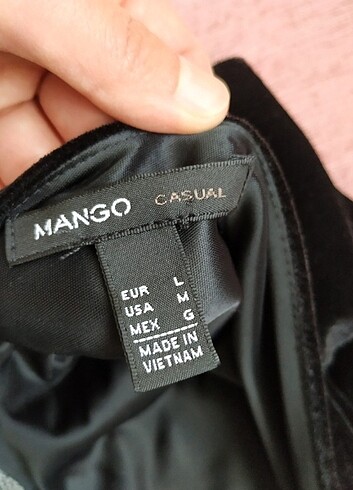 MANGO CASUAL
EUR L
USA M
MEX G
MADE IN
VIETNAM